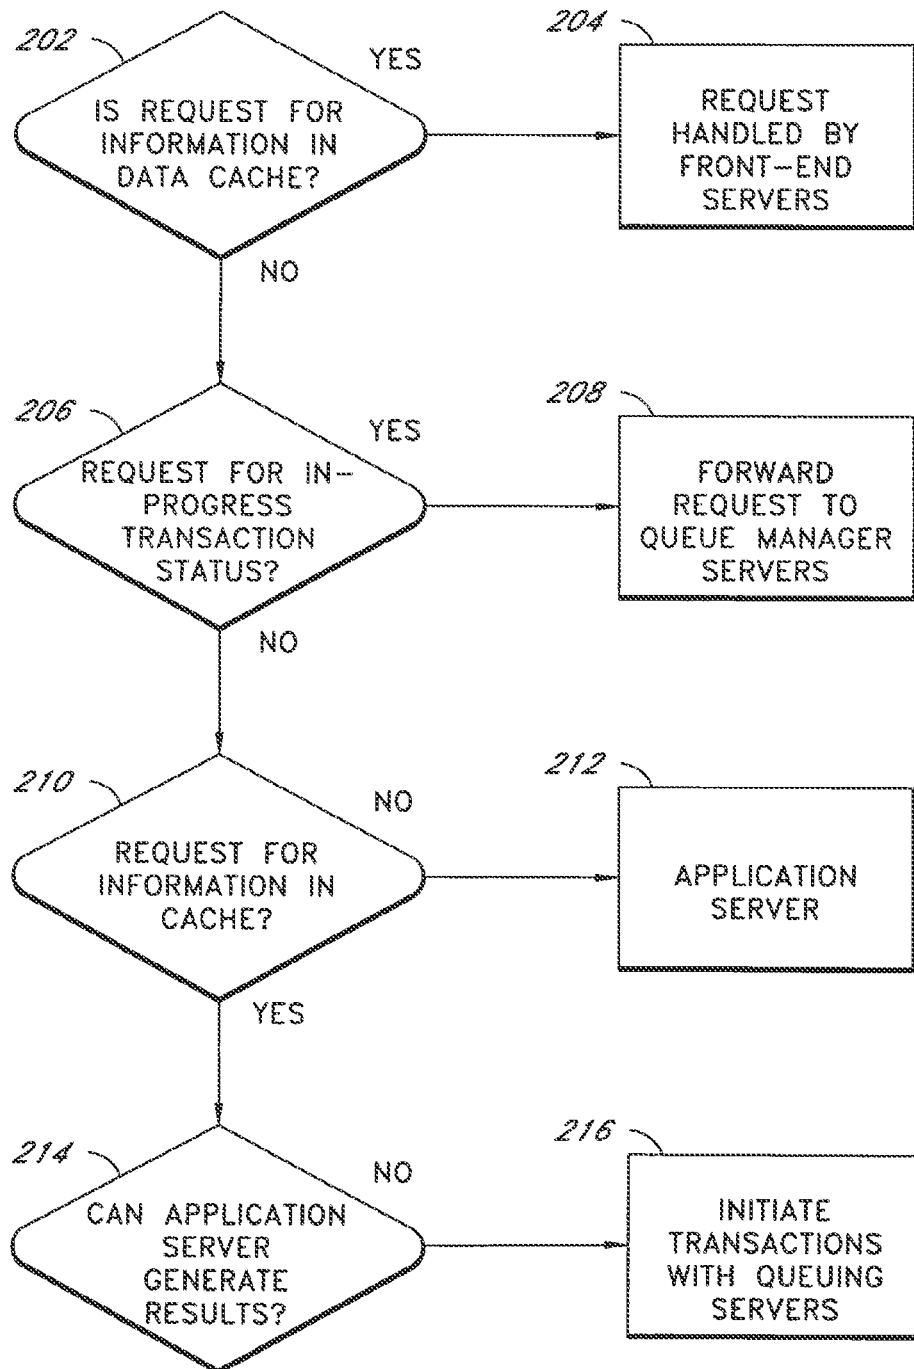 202
YES
IS REQUEST FOR
INFORMATION IN
DATA CACHE?
NO
204
REQUEST
HANDLED BY
FRONT-END
SERVERS
206
YES
REQUEST FOR IN-
PROGRESS
TRANSACTION
STATUS?
NO
208
FORWARD
REQUEST TO
QUEUE MANAGER
SERVERS
210
NO
REQUEST FOR
INFORMATION IN
CACHE?
YES
212
APPLICATION
SERVER
214
NO
CAN APPLICATION
SERVER
GENERATE
RESULTS?
216
INITIATE
TRANSACTIONS
WITH QUEUING
SERVERS